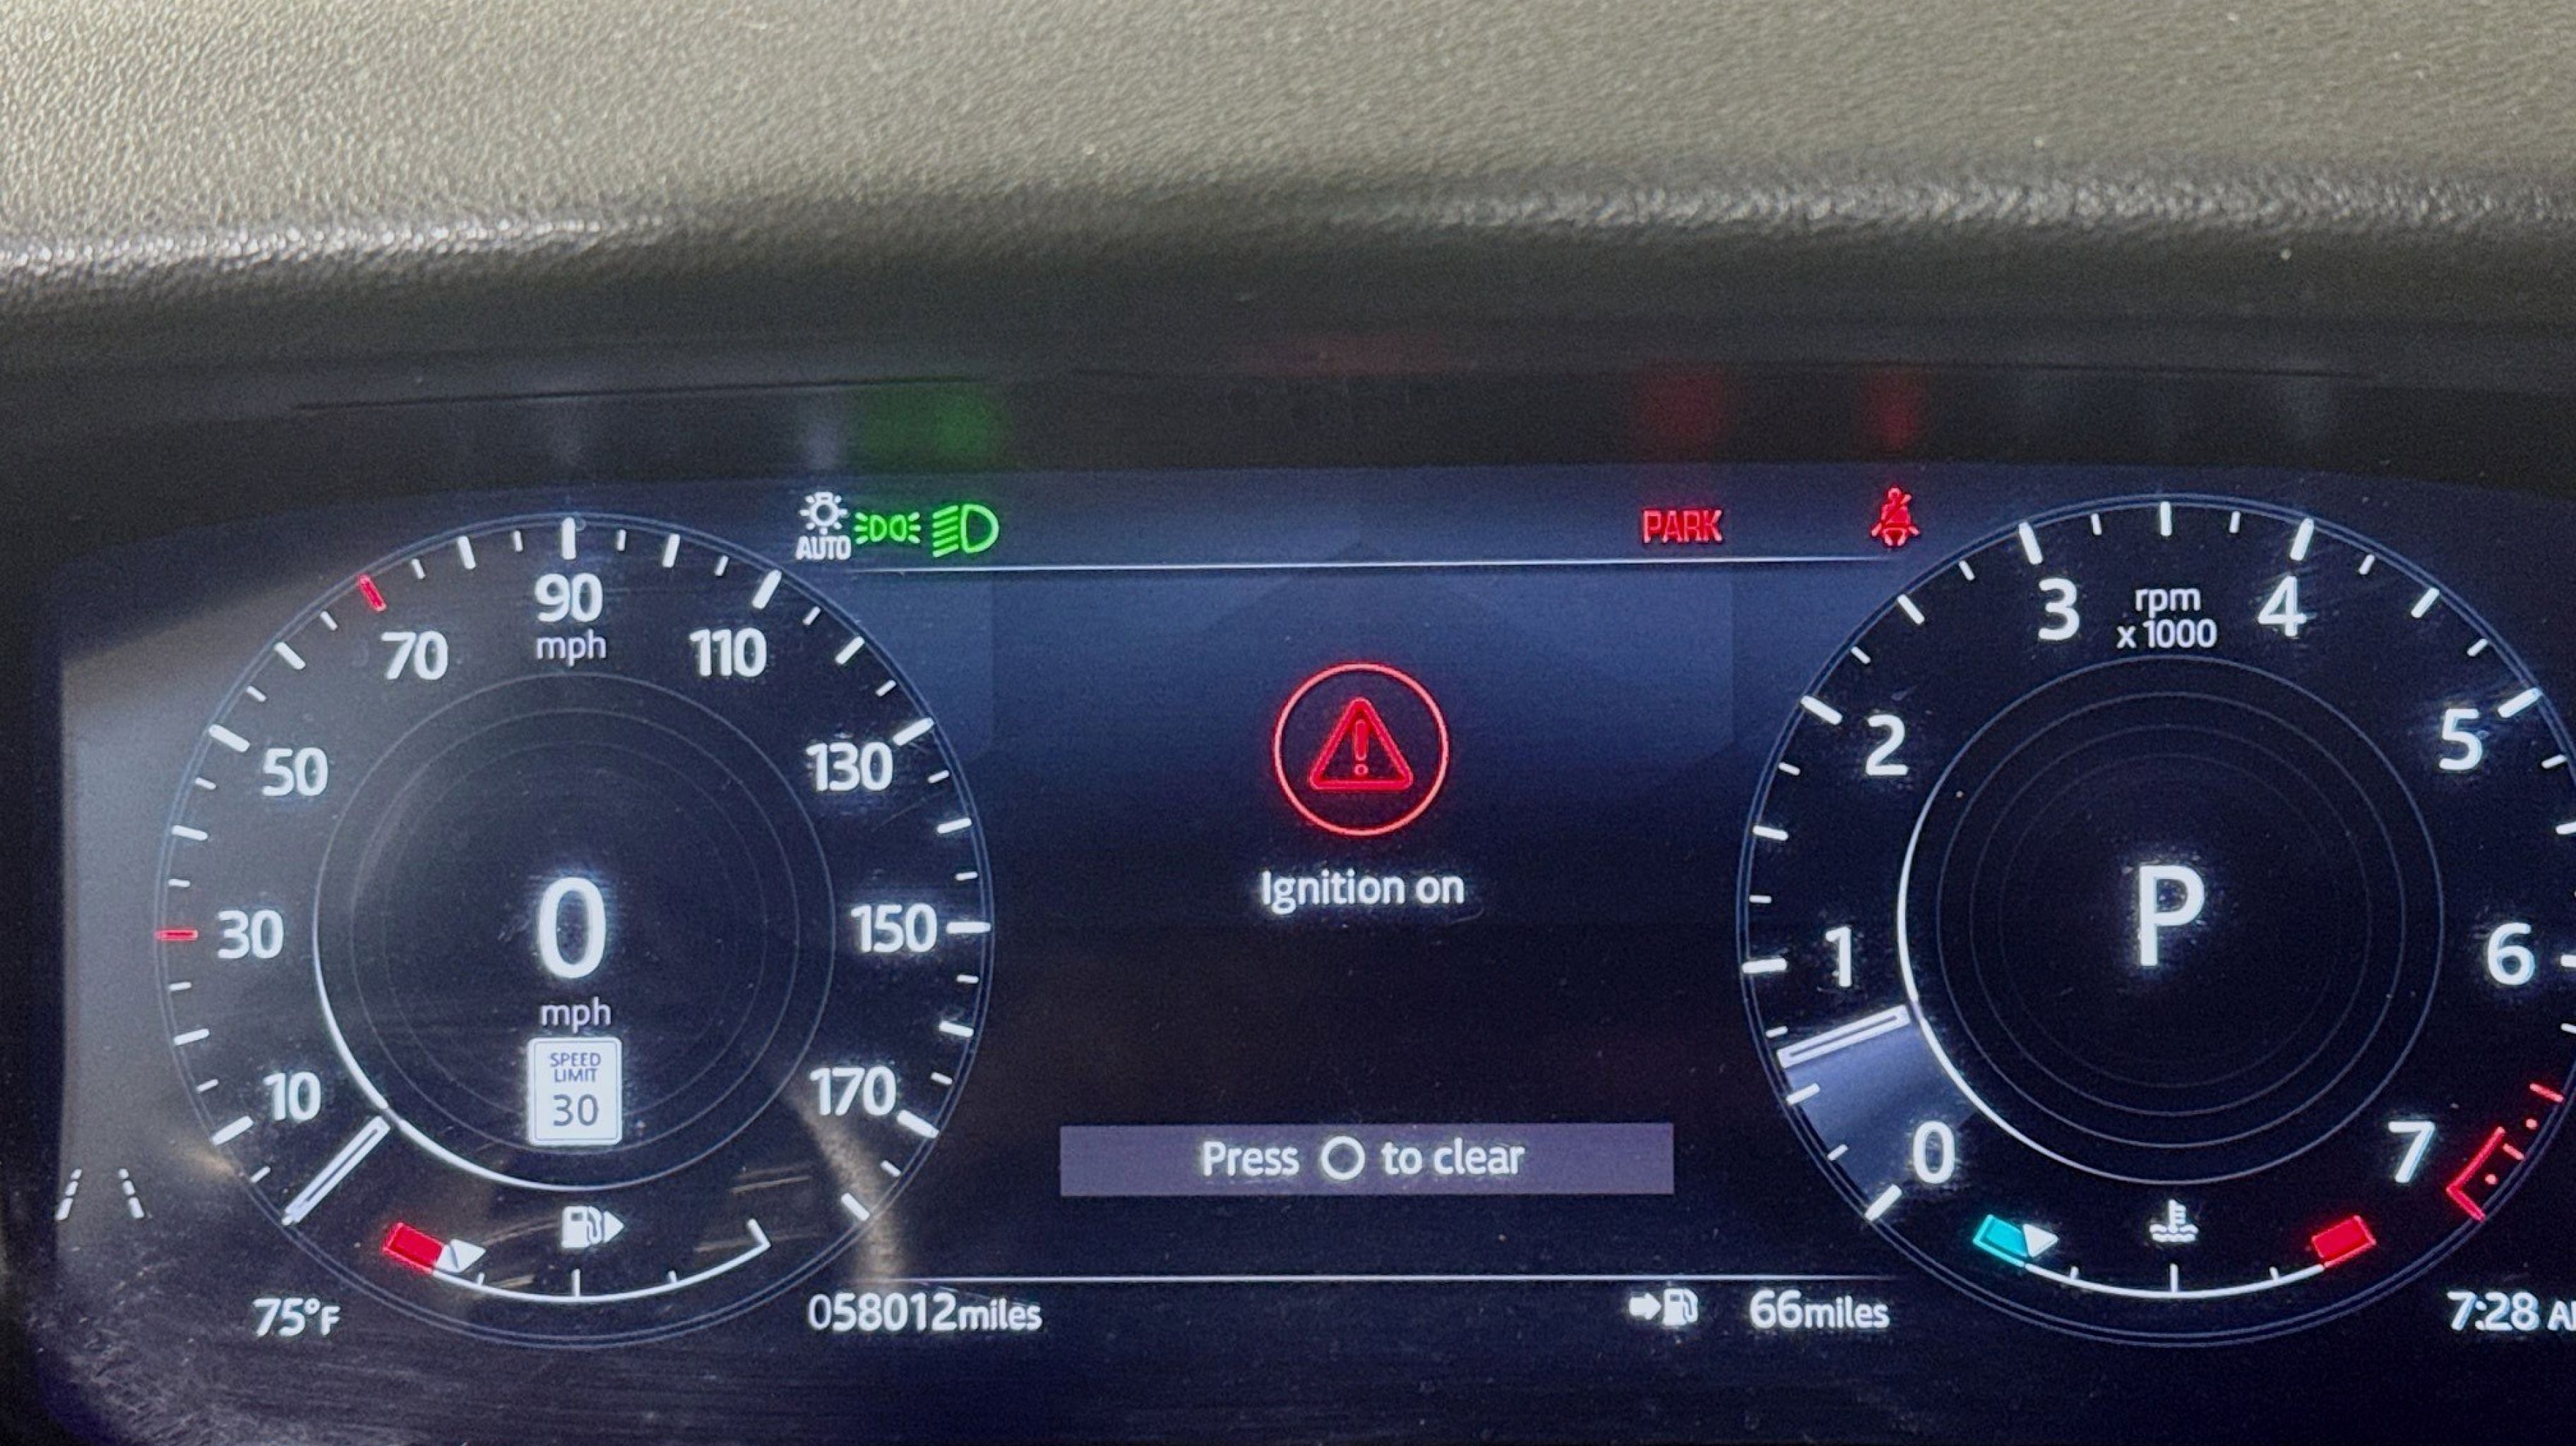 AUTO
PARK
90
mph
70
110
50
130
30
150
10
170
0
mph
SPEED
LIMIT
30
Ignition on
Press O to clear
3
rpm
x 1000
4
2
5
1
6
0
7
P
75°F
058012miles
66miles
7:28